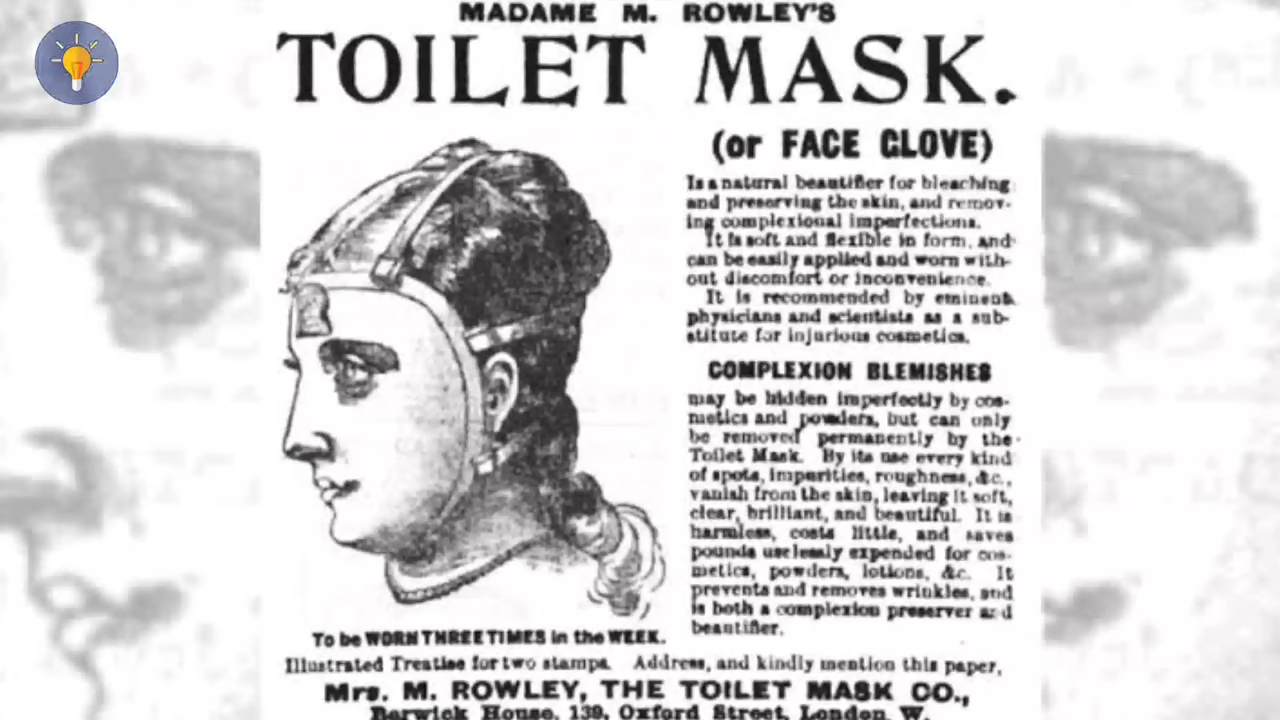 MADAME M. ROWLEY'S
TOILET MASK.
(or FACE GLOVE)
Is a natural beautifier for bleaching
and preserving the skin, and remov-
ing complexional imperfections.
It is soft and flexible in form, and
can be easily applied and worn with-
out discomfort or inconvenience.
It is recommended by eminent
physicians and scientists as a sub-
stitute for injurious cosmetics.
COMPLEXION BLEMISHES
may be hidden imperfectly by cos-
metics and powders, but can only
be removed permanently by the
Toilet Mask. By its use every kind
of spots, impurities, roughness, &c.,
vanish from the skin, leaving it soft,
clear, brilliant, and beautiful. It is
harmless, costs little, and saves
pounds uselessly expended for cos-
metics, powders, lotions, &c. It
prevents and removes wrinkles, and
is both a complexion preserver and
beautifier.
To be WORN THREE TIMES in the WEEK.
Illustrated Treatise for two stamps. Address, and kindly mention this paper,
Mrs. M. ROWLEY, THE TOILET MASK CO.,
Berwick House, 139, Oxford Street, London, W.